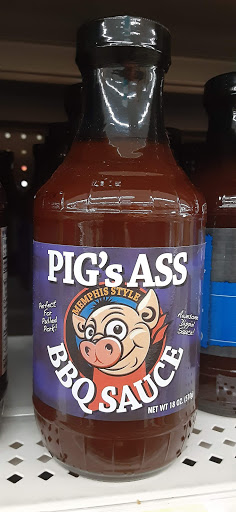 PIG's ASS
MEMPHIS STYLE
Perfect
For
Pulled
Pork!
Awesome
Dippin'
Sauce!
BBQ SAUCE
NET WT 18 OZ.